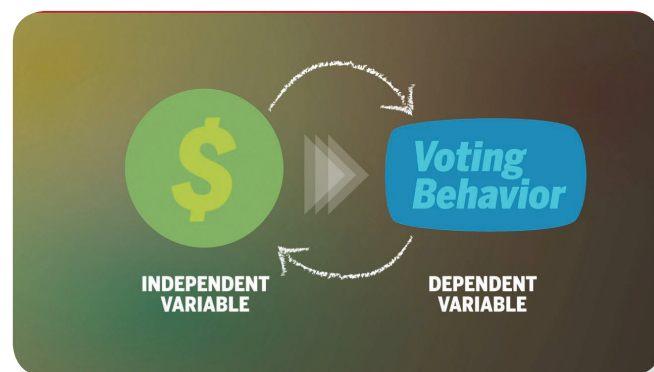 $
Voting
Behavior
INDEPENDENT
VARIABLE
DEPENDENT
VARIABLE